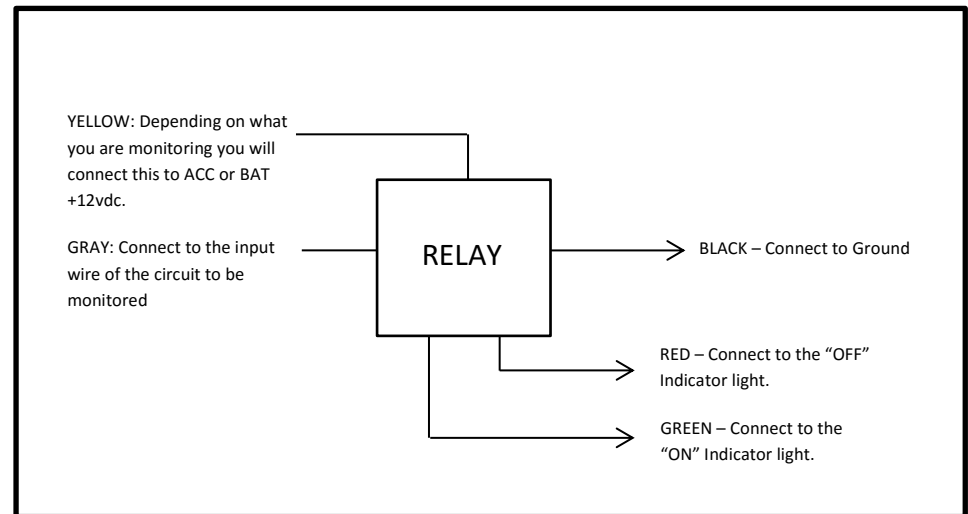 YELLOW: Depending on what
you are monitoring you will
connect this to ACC or BAT
+12vdc.
GRAY: Connect to the input
wire of the circuit to be
monitored
RELAY
BLACK – Connect to Ground
RED – Connect to the “OFF”
Indicator light.
GREEN – Connect to the
“ON” Indicator light.